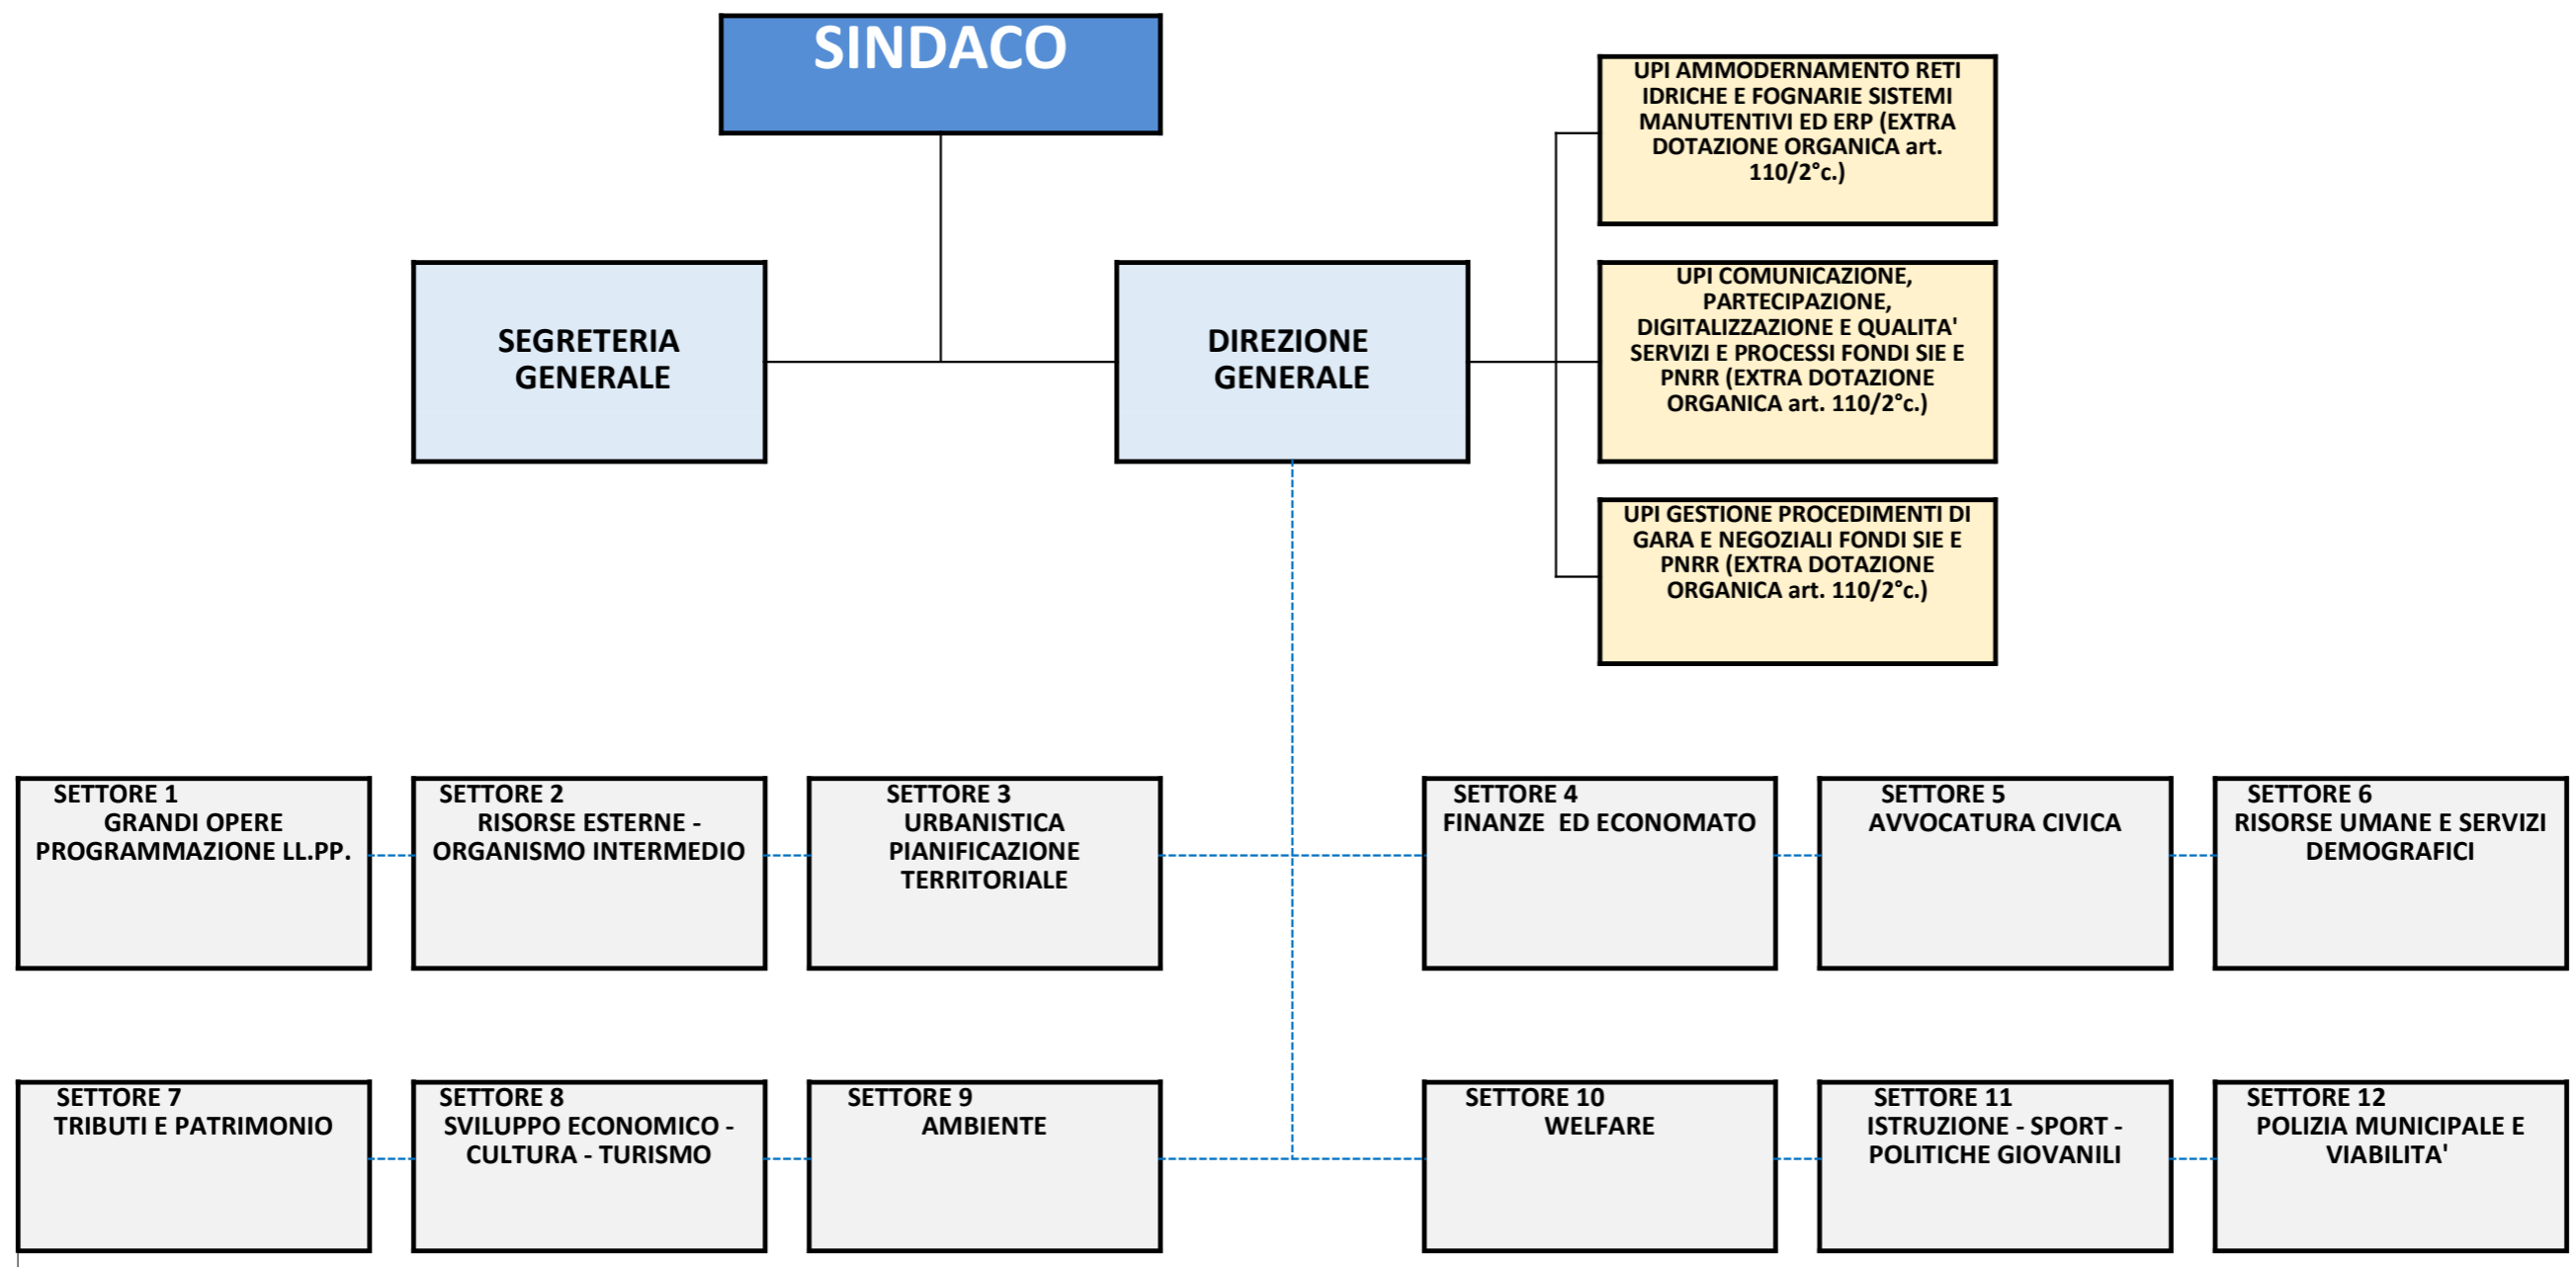 SINDACO
UPI AMMODERNAMENTO RETI
IDRICHE E FOGNARIE SISTEMI
MANUTENTIVI ED ERP (EXTRA
DOTAZIONE ORGANICA art.
110/2°c.)
SEGRETERIA
GENERALE
DIREZIONE
GENERALE
UPI COMUNICAZIONE,
PARTECIPAZIONE,
DIGITALIZZAZIONE E QUALITA'
SERVIZI E PROCESSI FONDI SIE E
PNRR (EXTRA DOTAZIONE
ORGANICA art. 110/2°c.)
UPI GESTIONE PROCEDIMENTI DI
GARA E NEGOZIALI FONDI SIE E
PNRR (EXTRA DOTAZIONE
ORGANICA art. 110/2°c.)
SETTORE 1
GRANDI OPERE
PROGRAMMAZIONE LL.PP.
SETTORE 2
RISORSE ESTERNE -
ORGANISMO INTERMEDIO
SETTORE 3
URBANISTICA
PIANIFICAZIONE
TERRITORIALE
SETTORE 4
FINANZE ED ECONOMATO
SETTORE 5
AVVOCATURA CIVICA
SETTORE 6
RISORSE UMANE E SERVIZI
DEMOGRAFICI
SETTORE 7
TRIBUTI E PATRIMONIO
SETTORE 8
SVILUPPO ECONOMICO -
CULTURA - TURISMO
SETTORE 9
AMBIENTE
SETTORE 10
WELFARE
SETTORE 11
ISTRUZIONE - SPORT -
POLITICHE GIOVANILI
SETTORE 12
POLIZIA MUNICIPALE E
VIABILITA'